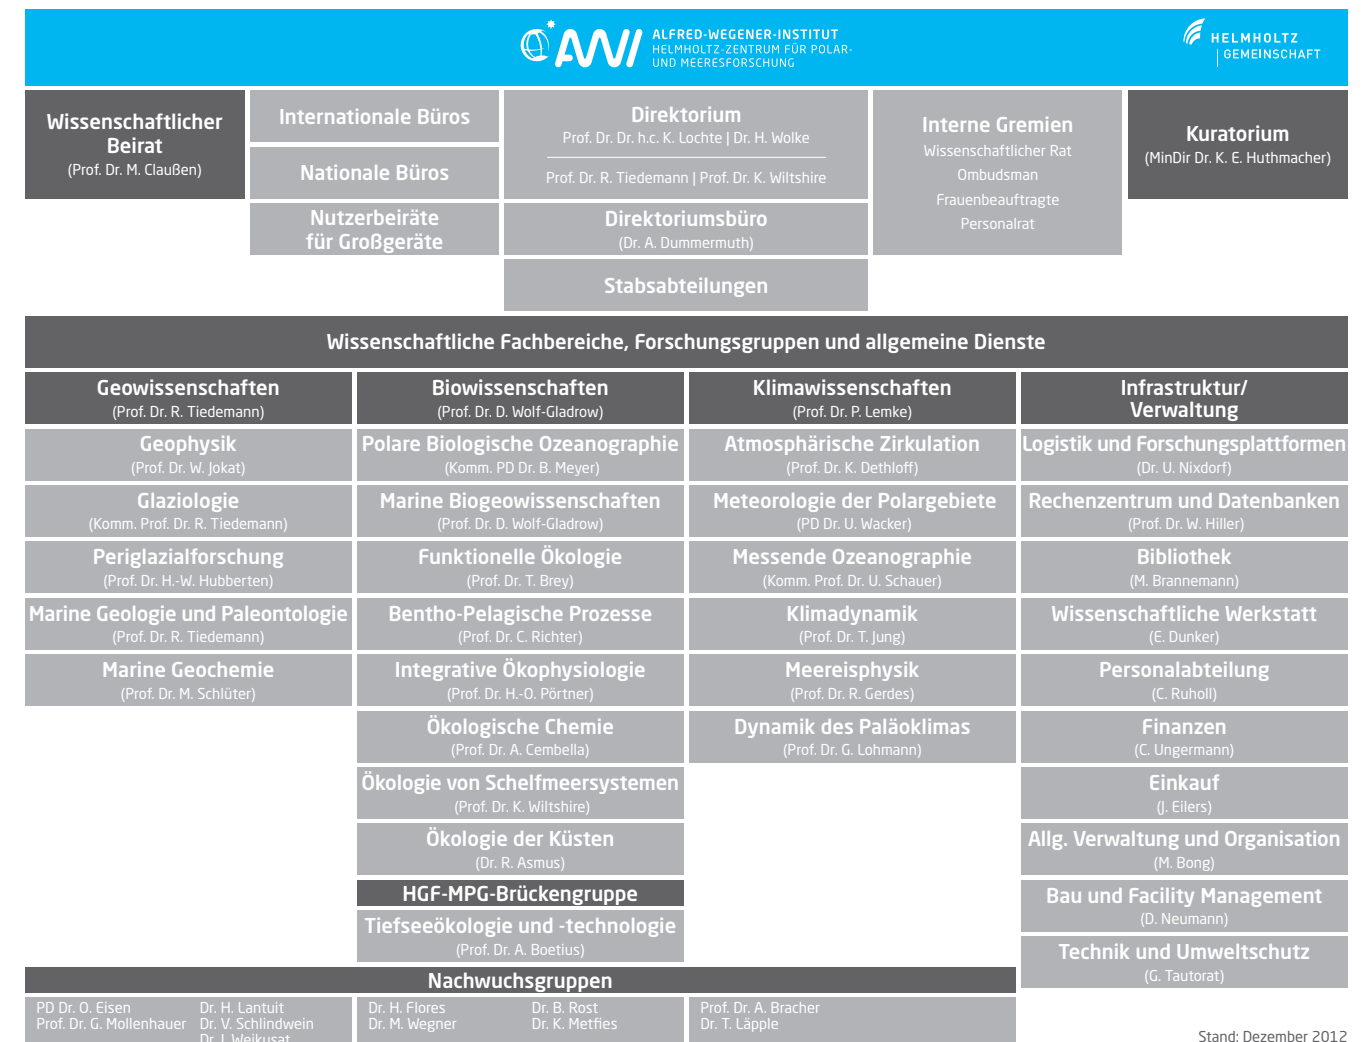 AWI
ALFRED-WEGENER-INSTITUT
HELMHOLTZ-ZENTRUM FÜR POLAR-
UND MEERESFORSCHUNG
HELMHOLTZ
GEMEINSCHAFT
Wissenschaftlicher
Beirat
(Prof. Dr. M. Claußen)
Internationale Büros
Nationale Büros
Nutzerbeiräte
für Großgeräte
Direktorium
Prof. Dr. Dr. h.c. K. Lochte | Dr. H. Wolke
Prof. Dr. R. Tiedemann | Prof. Dr. K. Wiltshire
Direktoriumsbüro
(Dr. A. Dummermuth)
Stabsabteilungen
Interne Gremien
Wissenschaftlicher Rat
Ombudsman
Frauenbeauftragte
Personalrat
Kuratorium
(MinDir Dr. K. E. Huthmacher)
Wissenschaftliche Fachbereiche, Forschungsgruppen und allgemeine Dienste
Geowissenschaften
(Prof. Dr. R. Tiedemann)
Geophysik
(Prof. Dr. W. Jokat)
Glaziologie
(Komm. Prof. Dr. R. Tiedemann)
Periglazialforschung
(Prof. Dr. H.-W. Hubberten)
Marine Geologie und Paleontologie
(Prof. Dr. R. Tiedemann)
Marine Geochemie
(Prof. Dr. M. Schlüter)
Biowissenschaften
(Prof. Dr. D. Wolf-Gladrow)
Polare Biologische Ozeanographie
(Komm. PD Dr. B. Meyer)
Marine Biogeowissenschaften
(Prof. Dr. D. Wolf-Gladrow)
Funktionelle Ökologie
(Prof. Dr. T. Brey)
Bentho-Pelagische Prozesse
(Prof. Dr. C. Richter)
Integrative Ökophysiologie
(Prof. Dr. H.-O. Pörtner)
Ökologische Chemie
(Prof. Dr. A. Cembella)
Ökologie von Schelfmeersystemen
(Prof. Dr. K. Wiltshire)
Ökologie der Küsten
(Dr. R. Asmus)
HGF-MPG-Brückengruppe
Tiefseeökologie und -technologie
(Prof. Dr. A. Boetius)
Klimawissenschaften
(Prof. Dr. P. Lemke)
Atmosphärische Zirkulation
(Prof. Dr. K. Dethloff)
Meteorologie der Polargebiete
(PD Dr. U. Wacker)
Messende Ozeanographie
(Komm. Prof. Dr. U. Schauer)
Klimadynamik
(Prof. Dr. T. Jung)
Meereisphysik
(Prof. Dr. R. Gerdes)
Dynamik des Paläoklimas
(Prof. Dr. G. Lohmann)
Infrastruktur/
Verwaltung
Logistik und Forschungsplattformen
(Dr. U. Nixdorf)
Rechenzentrum und Datenbanken
(Prof. Dr. W. Hiller)
Bibliothek
(M. Brannemann)
Wissenschaftliche Werkstatt
(E. Dunker)
Personalabteilung
(C. Ruholl)
Finanzen
(C. Ungermann)
Einkauf
(J. Eilers)
Allg. Verwaltung und Organisation
(M. Bong)
Bau und Facility Management
(D. Neumann)
Technik und Umweltschutz
(G. Tautorat)
Nachwuchsgruppen
PD Dr. O. Eisen
Prof. Dr. G. Mollenhauer
Dr. H. Lantuit
Dr. V. Schlindwein
Dr. I. Weikusat
Dr. H. Flores
Dr. M. Wegner
Dr. B. Rost
Dr. K. Metfies
Prof. Dr. A. Bracher
Dr. T. Läpple
Stand: Dezember 2012